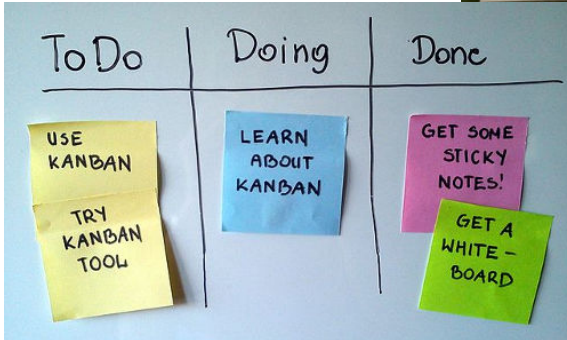 To Do
Doing
Done
USE
KANBAN
TRY
KANBAN
TOOL
LEARN
ABOUT
KANBAN
GET SOME
STICKY
NOTES!
GET A
WHITE-
BOARD